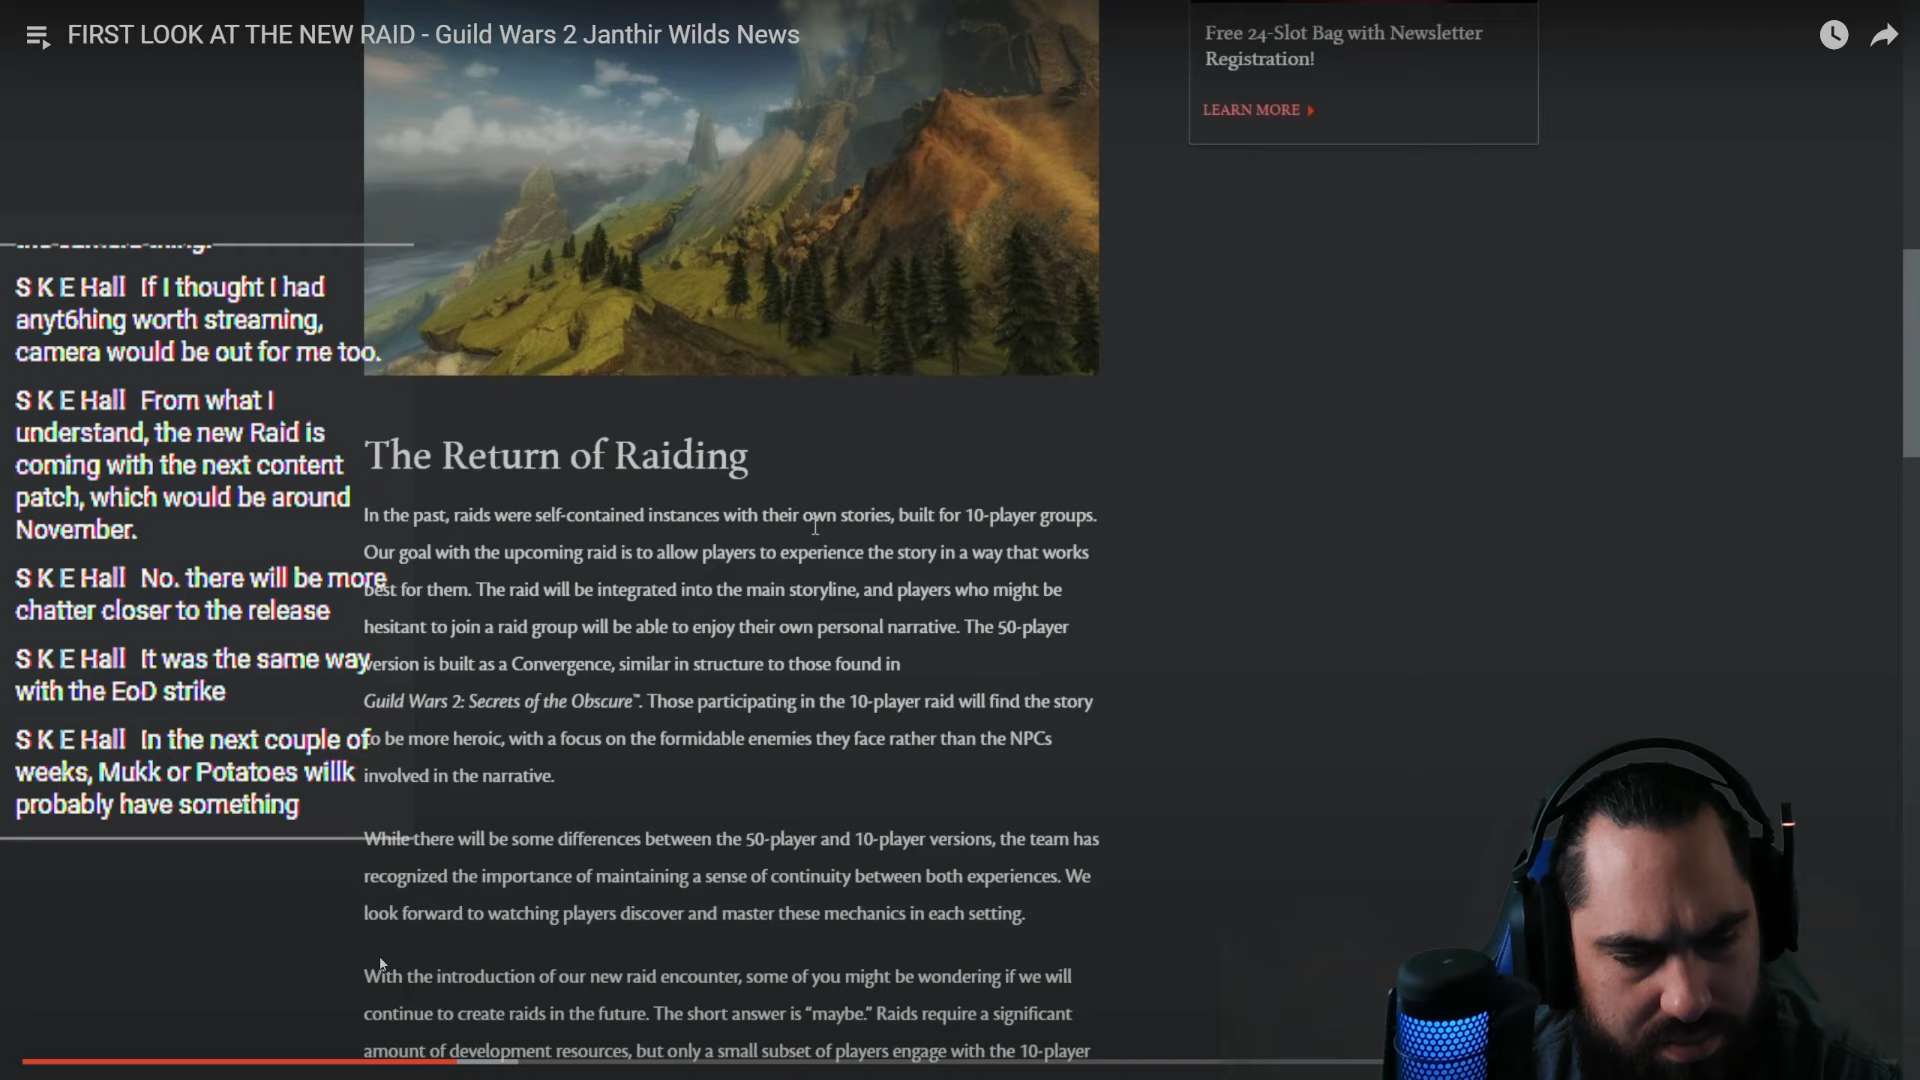 FIRST LOOK AT THE NEW RAID - Guild Wars 2 Janthir Wilds News
Free 24-Slot Bag with Newsletter
Registration!
LEARN MORE
S K E Hall If I thought I had
anyt6hing worth streaming,
camera would be out for me too.
S K E Hall From what I
understand, the new Raid is
coming with the next content
patch, which would be around
November.
S K E Hall No. there will be more
chatter closer to the release
S K E Hall It was the same way
with the EoD strike
S K E Hall In the next couple of
weeks, Mukk or Potatoes willk
probably have something
The Return of Raiding
In the past, raids were self-contained instances with their own stories, built for 10-player groups.
Our goal with the upcoming raid is to allow players to experience the story in a way that works
best for them. The raid will be integrated into the main storyline, and players who might be
hesitant to join a raid group will be able to enjoy their own personal narrative. The 50-player
version is built as a Convergence, similar in structure to those found in
Guild Wars 2: Secrets of the Obscure™. Those participating in the 10-player raid will find the story
to be more heroic, with a focus on the formidable enemies they face rather than the NPCs
involved in the narrative.
While there will be some differences between the 50-player and 10-player versions, the team has
recognized the importance of maintaining a sense of continuity between both experiences. We
look forward to watching players discover and master these mechanics in each setting.
With the introduction of our new raid encounter, some of you might be wondering if we will
continue to create raids in the future. The short answer is “maybe.” Raids require a significant
amount of development resources, but only a small subset of players engage with the 10-player